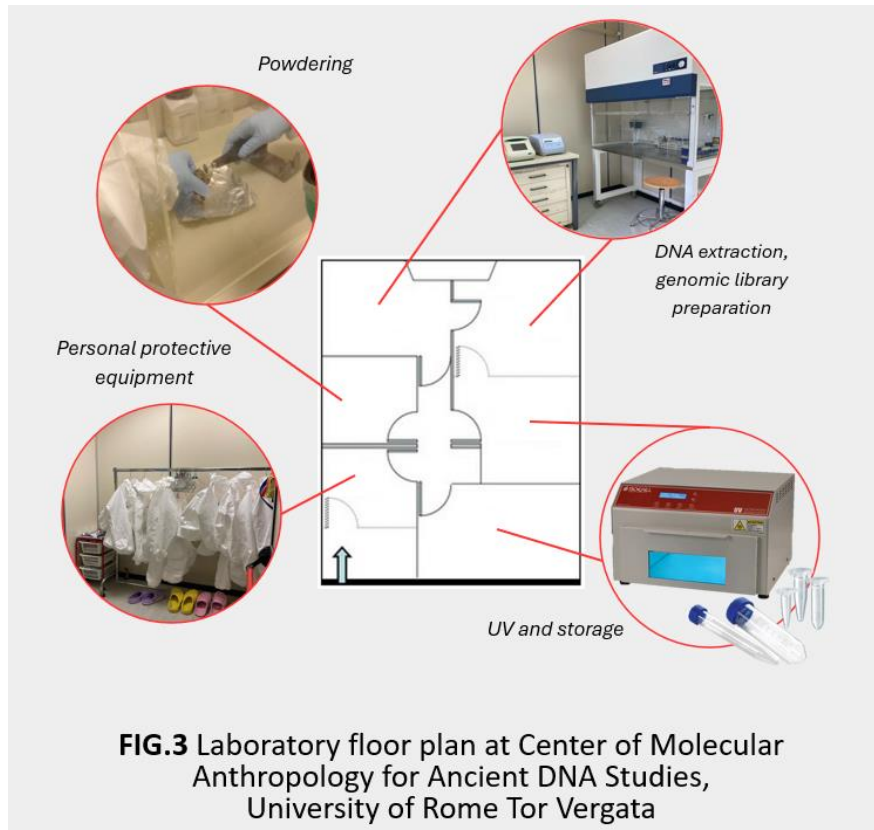 Powdering
DNA extraction,
genomic library
preparation
Personal protective
equipment
UV and storage
FIG.3 Laboratory floor plan at Center of Molecular
Anthropology for Ancient DNA Studies,
University of Rome Tor Vergata